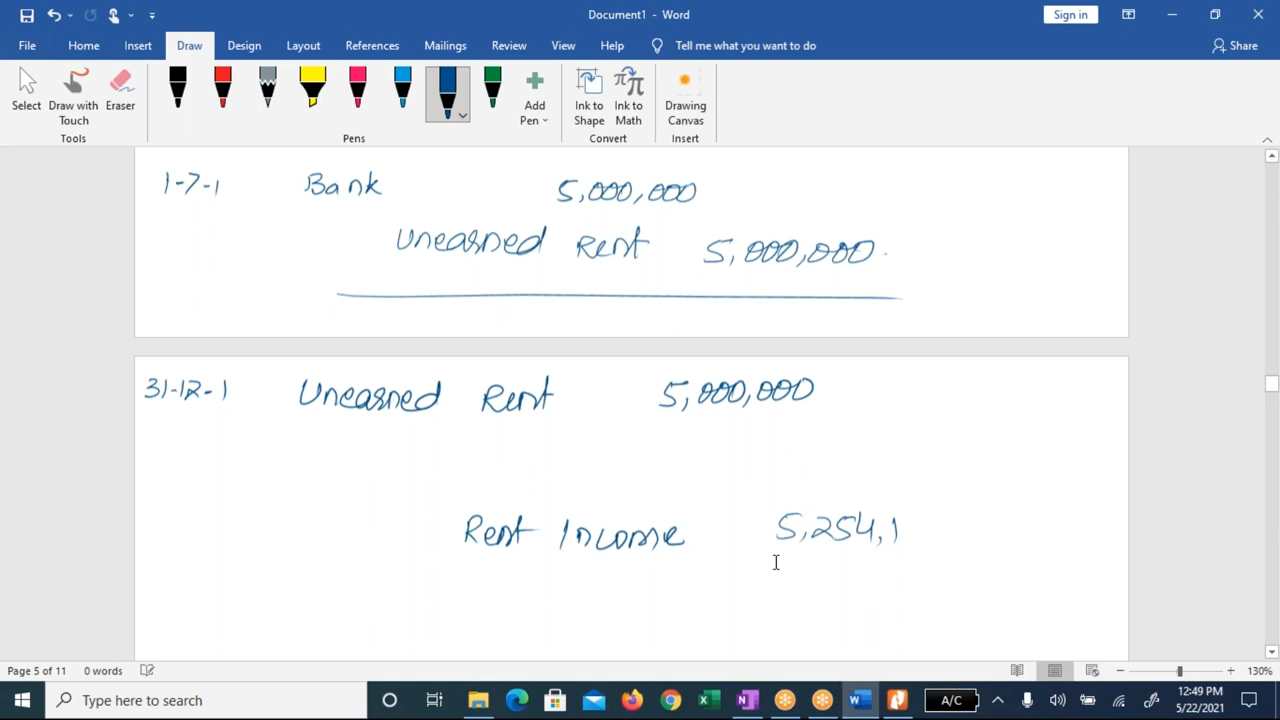 Document1 - Word
Sign in
File Home Insert Draw Design Layout References Mailings Review View Help Tell me what you want to do Share
Select Draw with Touch Eraser Add Pen Ink to Shape Ink to Math Drawing Canvas
Tools Pens Convert Insert
1-7-1 Bank 5,000,000
Unearned Rent 5,000,000
31-12-1 Unearned Rent 5,000,000
Rent Income 5,254,1
Page 5 of 11 0 words 130%
Type here to search A/C 12:49 PM
5/22/2021